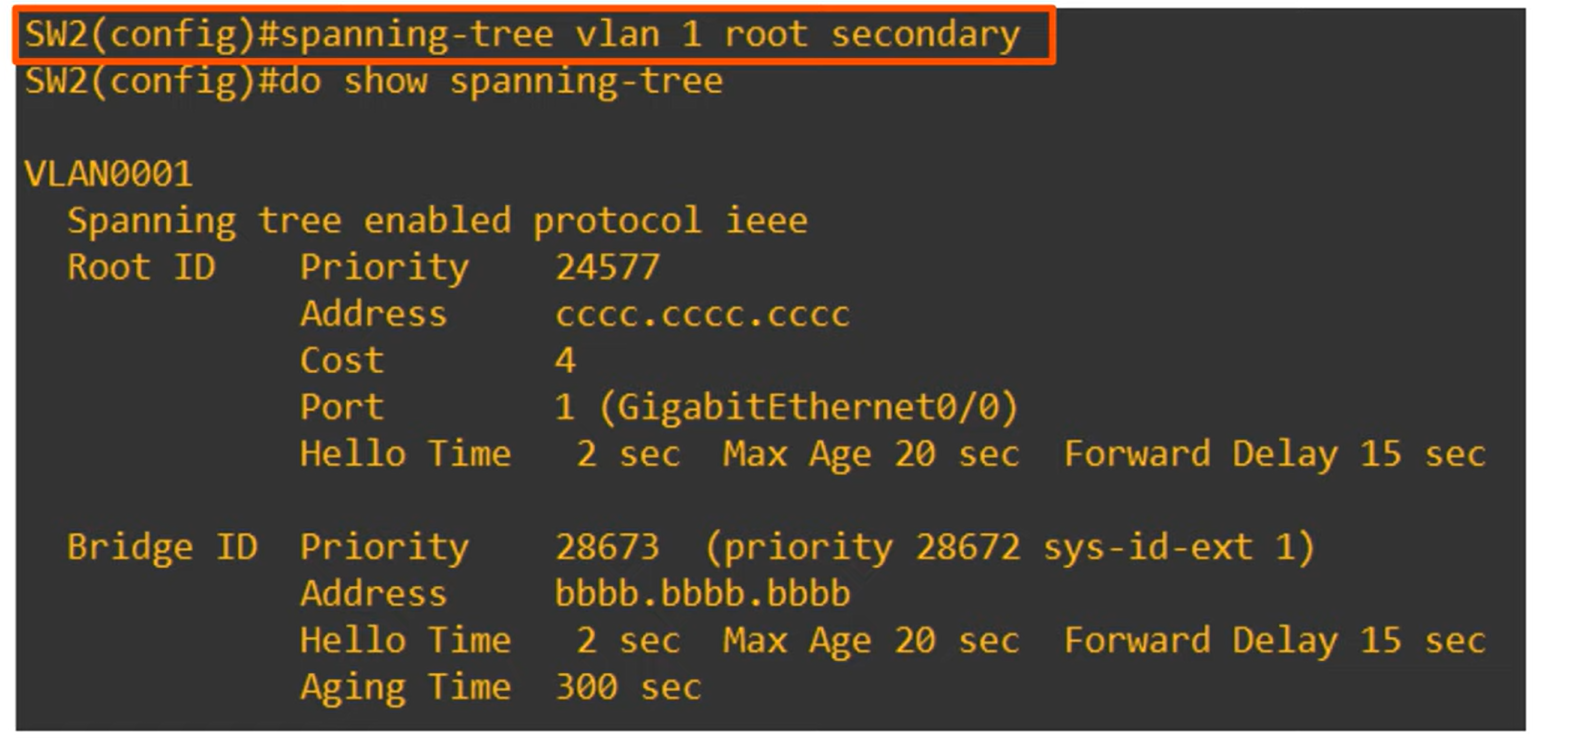 SW2(config)#spanning-tree vlan 1 root secondary
SW2(config)#do show spanning-tree
VLAN0001
Spanning tree enabled protocol ieee
Root ID Priority 24577
Address cccc.cccc.cccc
Cost 4
Port 1 (GigabitEthernet0/0)
Hello Time 2 sec Max Age 20 sec Forward Delay 15 sec
Bridge ID Priority 28673 (priority 28672 sys-id-ext 1)
Address bbbb.bbbb.bbbb
Hello Time 2 sec Max Age 20 sec Forward Delay 15 sec
Aging Time 300 sec